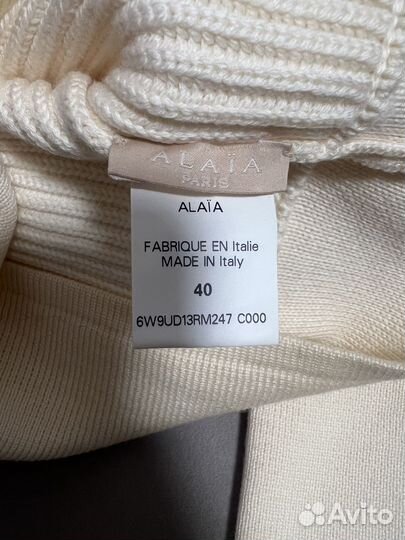 ALAÏA
PARIS
ALAÏA
FABRIQUE EN Italie
MADE IN Italy
40
6W9UD13RM247 C000
Avito